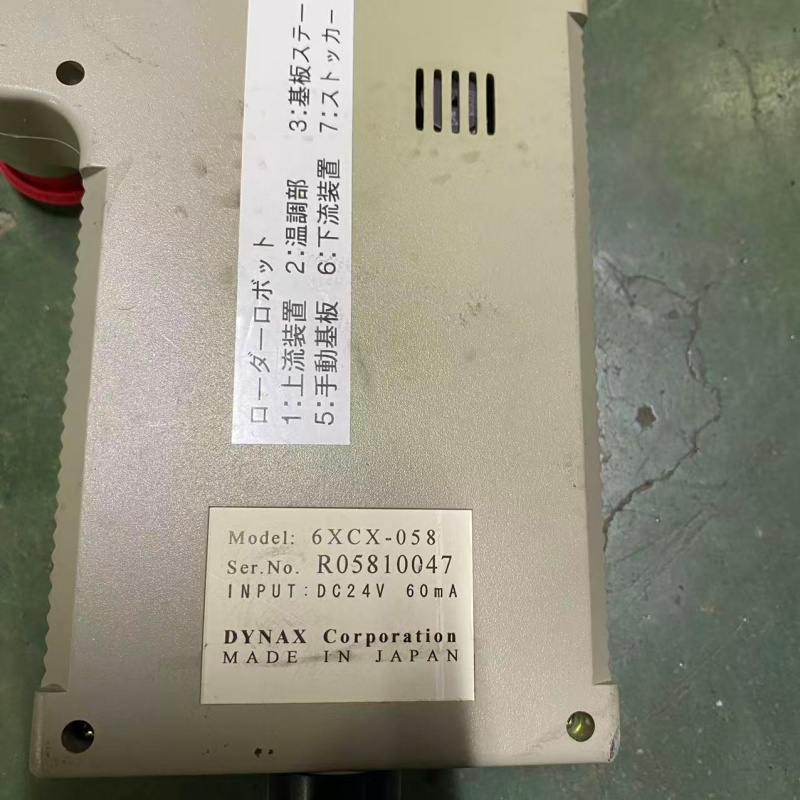 ローダーロボット
1:上流装置 2:温調部 3:基板ステー
5:手動基板 6:下流装置 7:ストッカー
Model: 6XCX-058
Ser.No. R05810047
INPUT:DC24V 60mA
DYNAX Corporation
MADE IN JAPAN